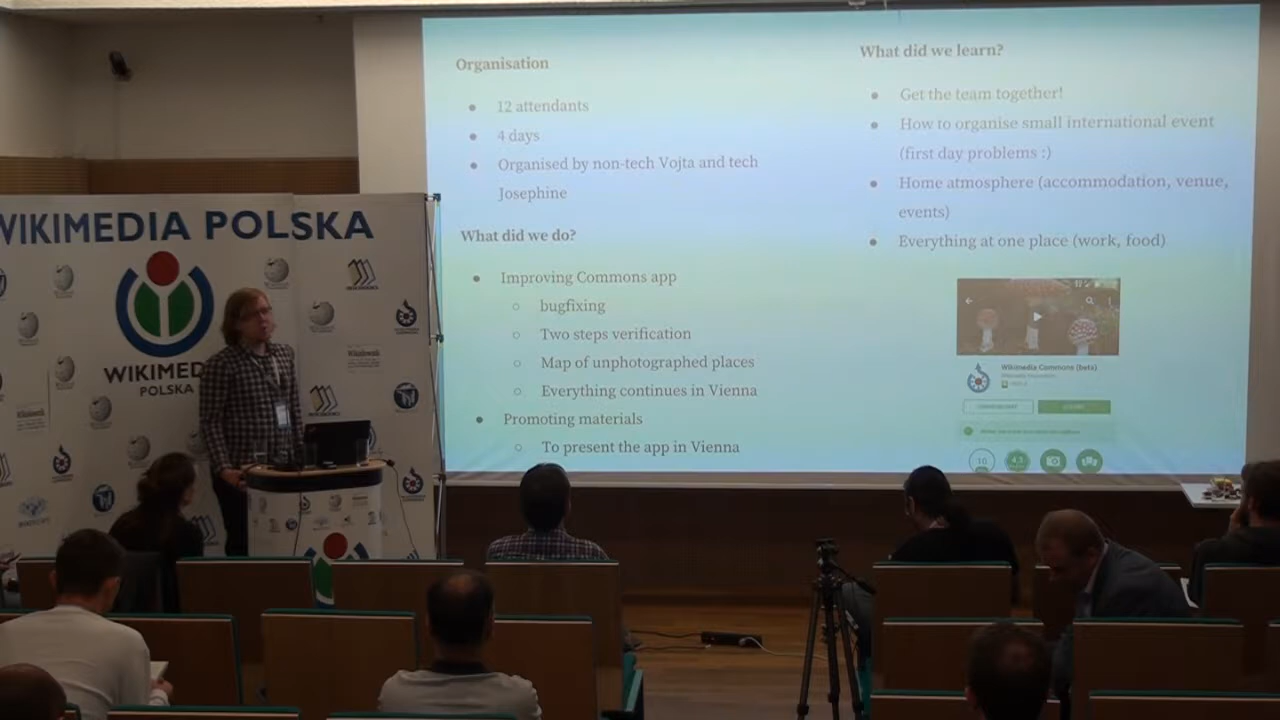 Organisation
12 attendants
4 days
Organised by non-tech Vojta and tech
Josephine
What did we do?
Improving Commons app
bugfixing
Two steps verification
Map of unphotographed places
Everything continues in Vienna
Promoting materials
To present the app in Vienna
What did we learn?
Get the team together!
How to organise small international event
(first day problems :)
Home atmosphere (accommodation, venue,
events)
Everything at one place (work, food)
Wikimedia Commons (beta)
10
4.3
WIKIMEDIA POLSKA
WIKIMED
POLSKA